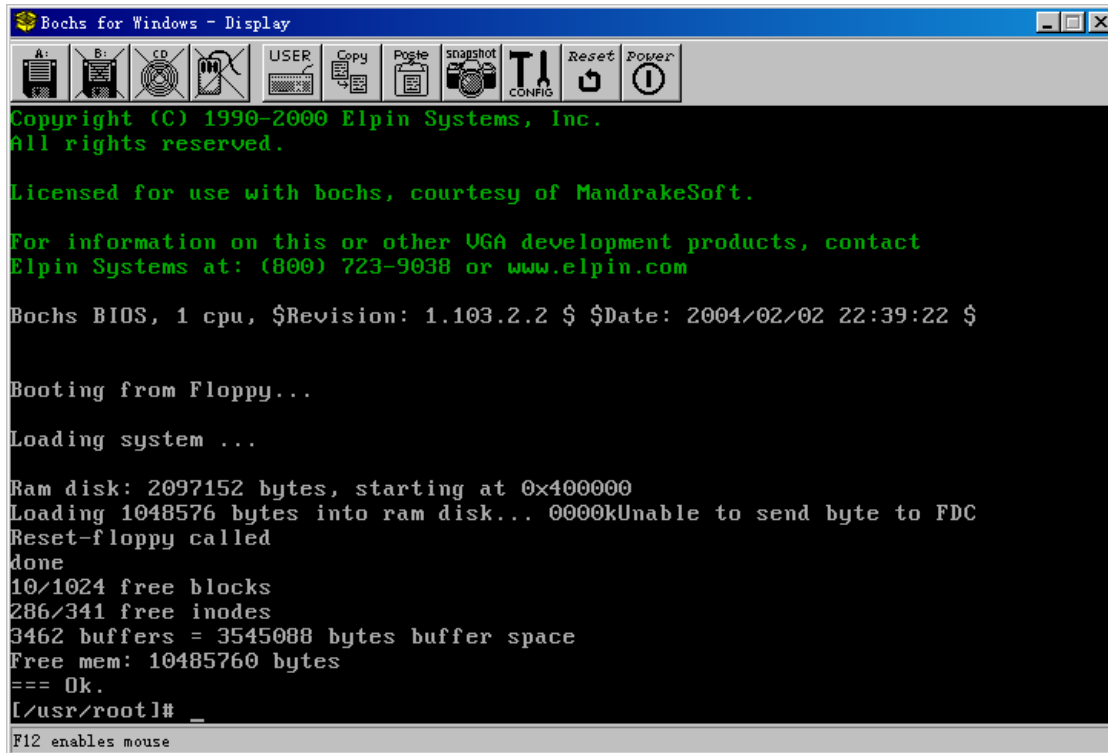 Bochs for Windows - Display
A: B: CD USER Copy Poste snapshot CONFIG Reset Power
Copyright (C) 1990-2000 Elpin Systems, Inc.
All rights reserved.
Licensed for use with bochs, courtesy of MandrakeSoft.
For information on this or other VGA development products, contact
Elpin Systems at: (800) 723-9038 or www.elpin.com
Bochs BIOS, 1 cpu, $Revision: 1.103.2.2 $ $Date: 2004/02/02 22:39:22 $
Booting from Floppy...
Loading system ...
Ram disk: 2097152 bytes, starting at 0x400000
Loading 1048576 bytes into ram disk... 0000kUnable to send byte to FDC
Reset-floppy called
done
10/1024 free blocks
286/341 free inodes
3462 buffers = 3545088 bytes buffer space
Free mem: 10485760 bytes
=== Ok.
[/usr/root]# _
F12 enables mouse